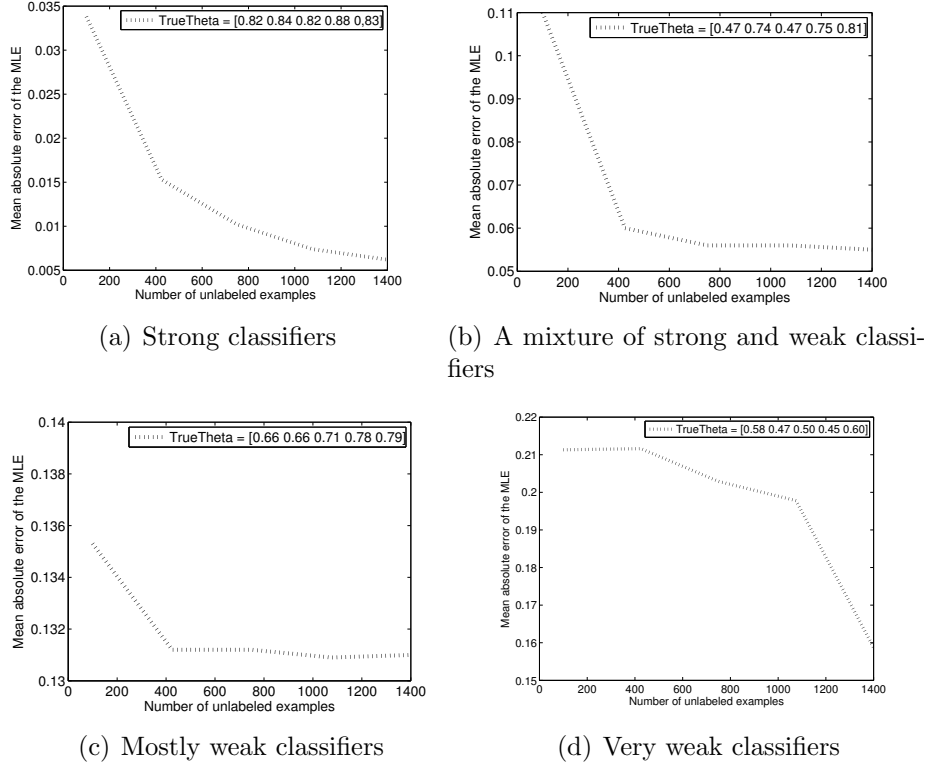 TrueTheta = [0.82 0.84 0.82 0.88 0,83]
0.035
0.03
0.025
0.02
0.015
0.01
0.005
Mean absolute error of the MLE
0 200 400 600 800 1000 1200 1400
Number of unlabeled examples
(a) Strong classifiers
TrueTheta = [0.47 0.74 0.47 0.75 0.81]
0.11
0.1
0.09
0.08
0.07
0.06
0.05
Mean absolute error of the MLE
0 200 400 600 800 1000 1200 1400
Number of unlabeled examples
(b) A mixture of strong and weak classi-
fiers
TrueTheta = [0.66 0.66 0.71 0.78 0.79]
0.14
0.138
0.136
0.134
0.132
0.13
Mean absolute error of the MLE
0 200 400 600 800 1000 1200 1400
Number of unlabeled examples
(c) Mostly weak classifiers
TrueTheta = [0.58 0.47 0.50 0.45 0.60]
0.22
0.21
0.2
0.19
0.18
0.17
0.16
0.15
Mean absolute error of the MLE
0 200 400 600 800 1000 1200 1400
Number of unlabeled examples
(d) Very weak classifiers